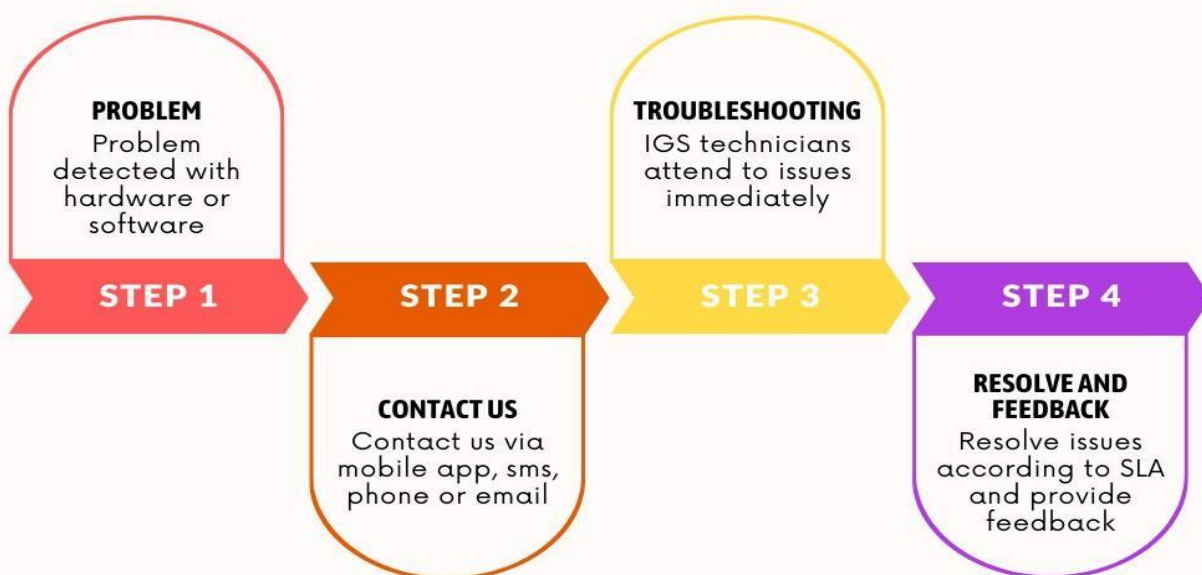 PROBLEM
Problem
detected with
hardware or
software
STEP 1
STEP 2
CONTACT US
Contact us via
mobile app, sms,
phone or email
TROUBLESHOOTING
IGS technicians
attend to issues
immediately
STEP 3
STEP 4
RESOLVE AND
FEEDBACK
Resolve issues
according to SLA
and provide
feedback